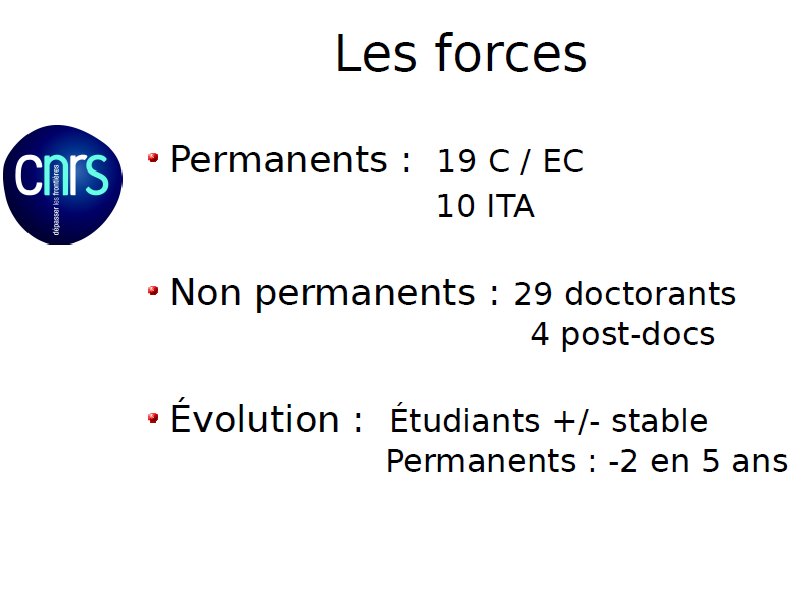 Les forces
cnrs
dépasser les frontières
Permanents : 19 C / EC
10 ITA
Non permanents : 29 doctorants
4 post-docs
Évolution : Étudiants +/- stable
Permanents : -2 en 5 ans